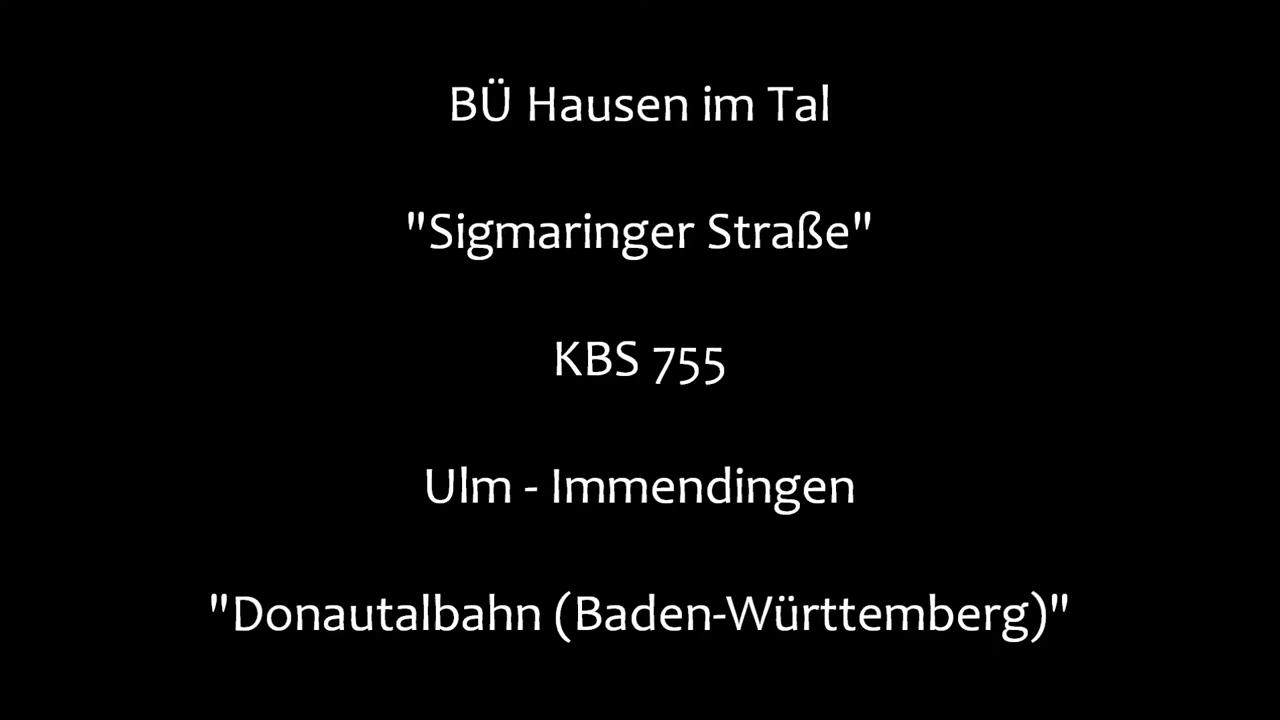 BÜ Hausen im Tal
"Sigmaringer Straße"
KBS 755
Ulm - Immendingen
"Donautalbahn (Baden-Württemberg)"